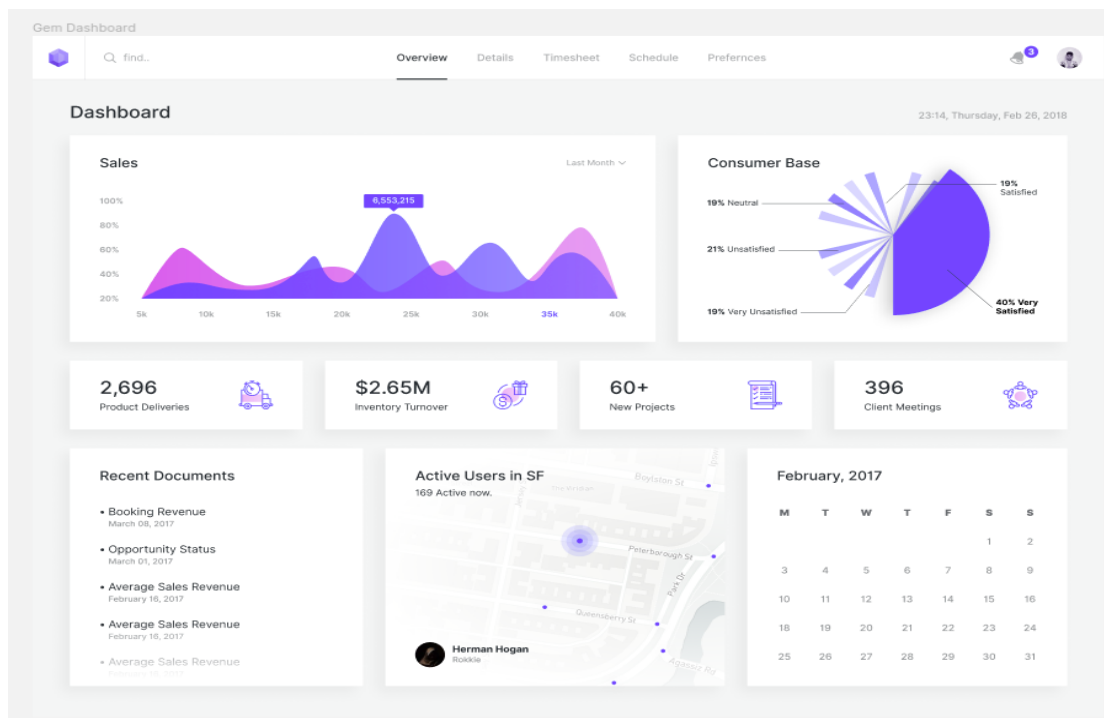 Gem Dashboard
find..
Overview Details Timesheet Schedule Prefernces
3
Dashboard
23:14, Thursday, Feb 26, 2018
Sales
Last Month
6,553,215
100%
80%
60%
40%
20%
5k 10k 15k 20k 25k 30k 35k 40k
Consumer Base
19%
Satisfied
19% Neutral
21% Unsatisfied
40% Very
Satisfied
19% Very Unsatisfied
2,696
Product Deliveries
$2.65M
Inventory Turnover
60+
New Projects
396
Client Meetings
Recent Documents
• Booking Revenue
March 08, 2017
• Opportunity Status
March 01, 2017
• Average Sales Revenue
February 16, 2017
• Average Sales Revenue
February 16, 2017
• Average Sales Revenue
Active Users in SF
169 Active now.
Boylston St
Peterborough St
Park Dr
Queensberry St
Agassiz Rd
Herman Hogan
Rokkie
February, 2017
M T W T F S S
1 2
3 4 5 6 7 8 9
10 11 12 13 14 15 16
18 19 20 21 22 23 24
25 26 27 28 29 30 31